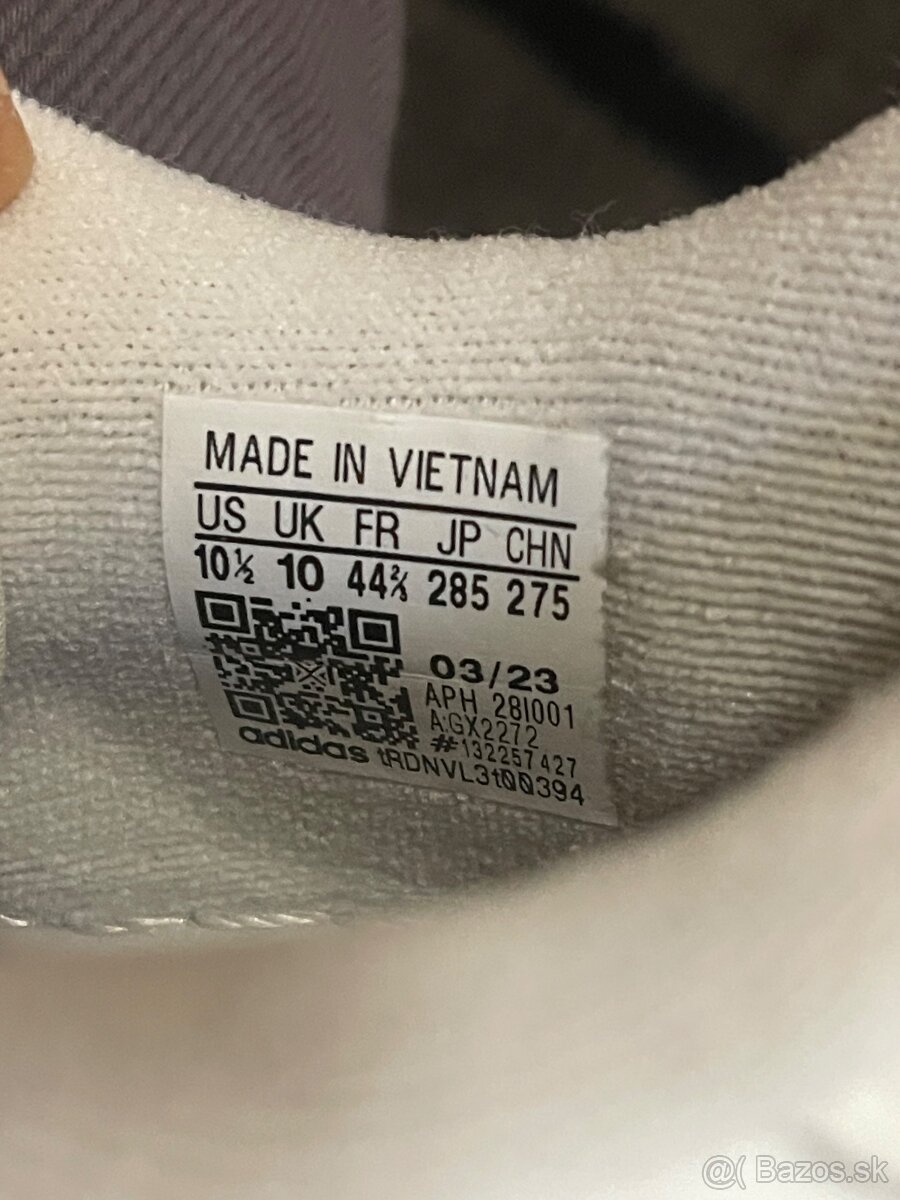 MADE IN VIETNAM
US UK FR JP CHN
10½ 10 44⅔ 285 275
03/23
APH 28I001
A:GX2272
#132257427
adidas tRDNVL3t00394
@( Bazos.sk